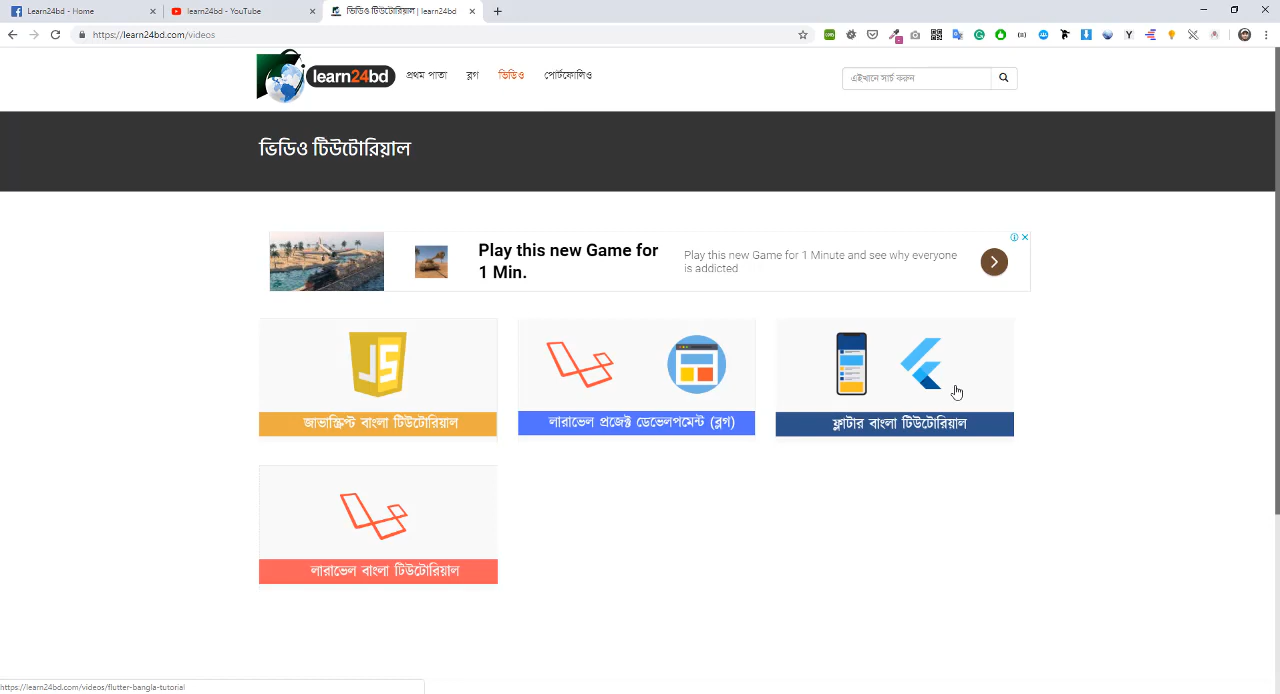 Learn24bd - Home
learn24bd - YouTube
ভিডিও টিউটোরিয়াল | learn24bd
https://learn24bd.com/videos
learn24bd
প্রথম পাতা
ব্লগ
ভিডিও
পোর্টফোলিও
এইখানে সার্চ করুন
ভিডিও টিউটোরিয়াল
Play this new Game for
1 Min.
Play this new Game for 1 Minute and see why everyone
is addicted
JS
জাভাস্ক্রিপ্ট বাংলা টিউটোরিয়াল
লারাভেল প্রজেক্ট ডেভেলপমেন্ট (ব্লগ)
ফ্লাটার বাংলা টিউটোরিয়াল
লারাভেল বাংলা টিউটোরিয়াল
https://learn24bd.com/videos/flutter-bangla-tutorial